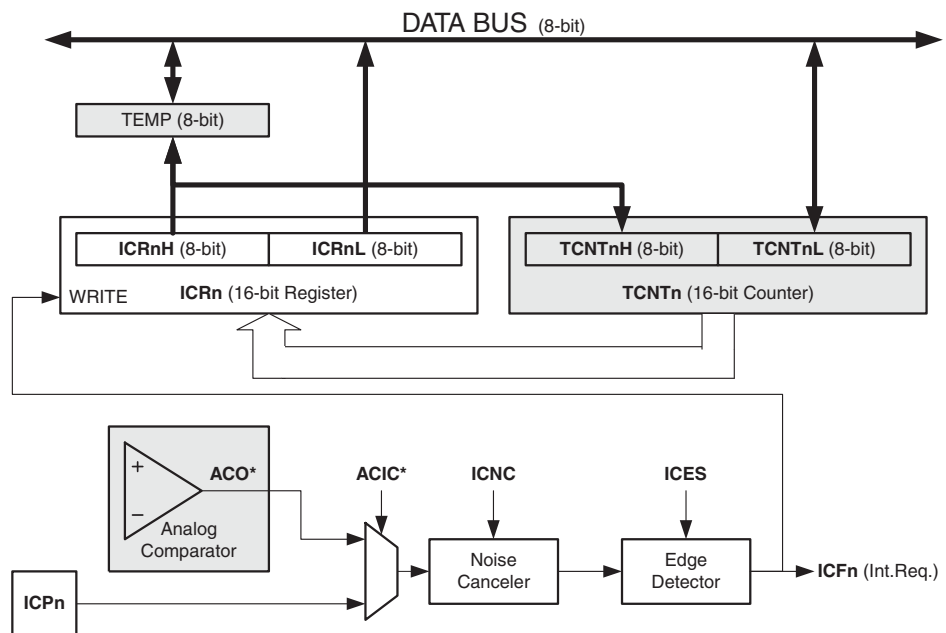 DATA BUS (8-bit)
TEMP (8-bit)
ICRnH (8-bit)
ICRnL (8-bit)
TCNTnH (8-bit)
TCNTnL (8-bit)
WRITE
ICRn (16-bit Register)
TCNTn (16-bit Counter)
+
−
ACO*
Analog
Comparator
ACIC*
ICNC
ICES
Noise
Canceler
Edge
Detector
ICFn (Int.Req.)
ICPn